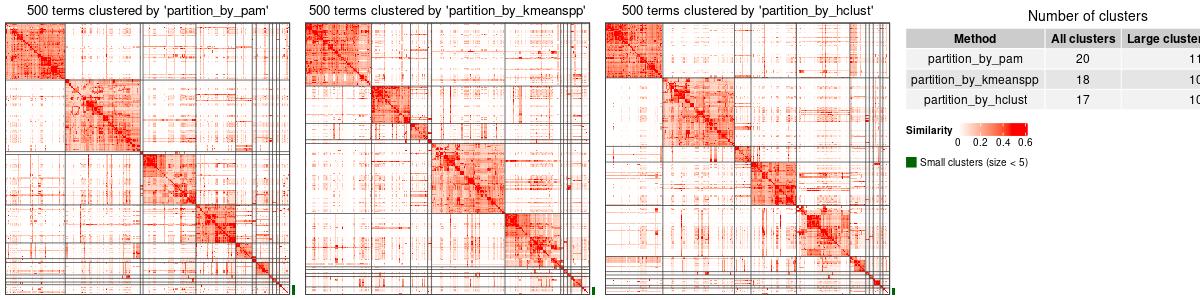 500 terms clustered by 'partition_by_pam'
500 terms clustered by 'partition_by_kmeanspp'
500 terms clustered by 'partition_by_hclust'
Number of clusters
Method All clusters Large
partition_by_pam 20 11
partition_by_kmeanspp 18 10
partition_by_hclust 17 10
Similarity
0 0.2 0.4 0.6
Small clusters (size < 5)